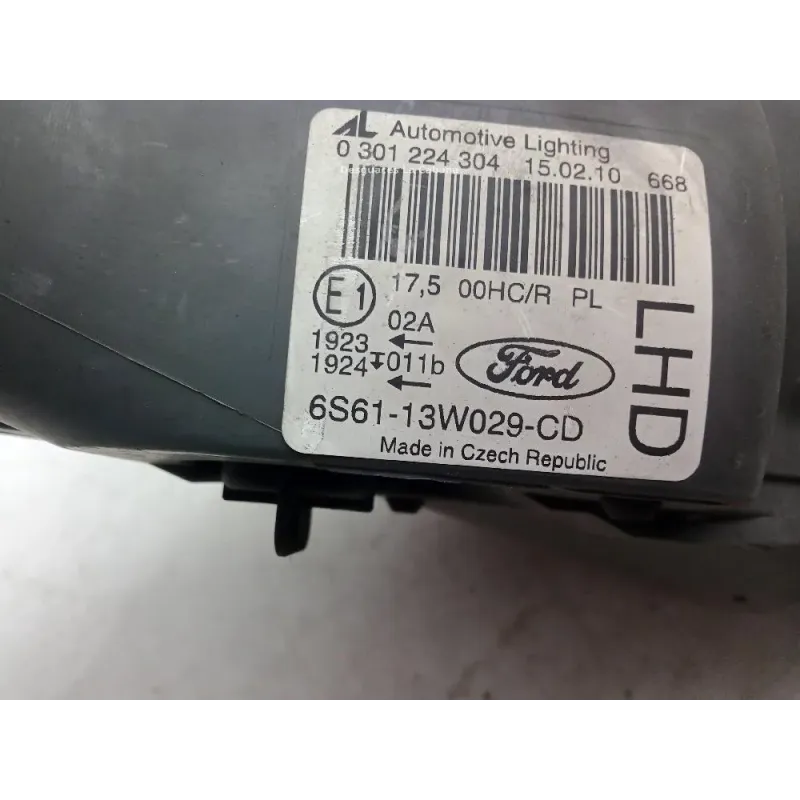 AL Automotive Lighting
0 301 224 304 15.02.10 668
E1 17,5 00HC/R PL
02A
1923
1924 011b
Ford
6S61-13W029-CD
Made in Czech Republic
LHD